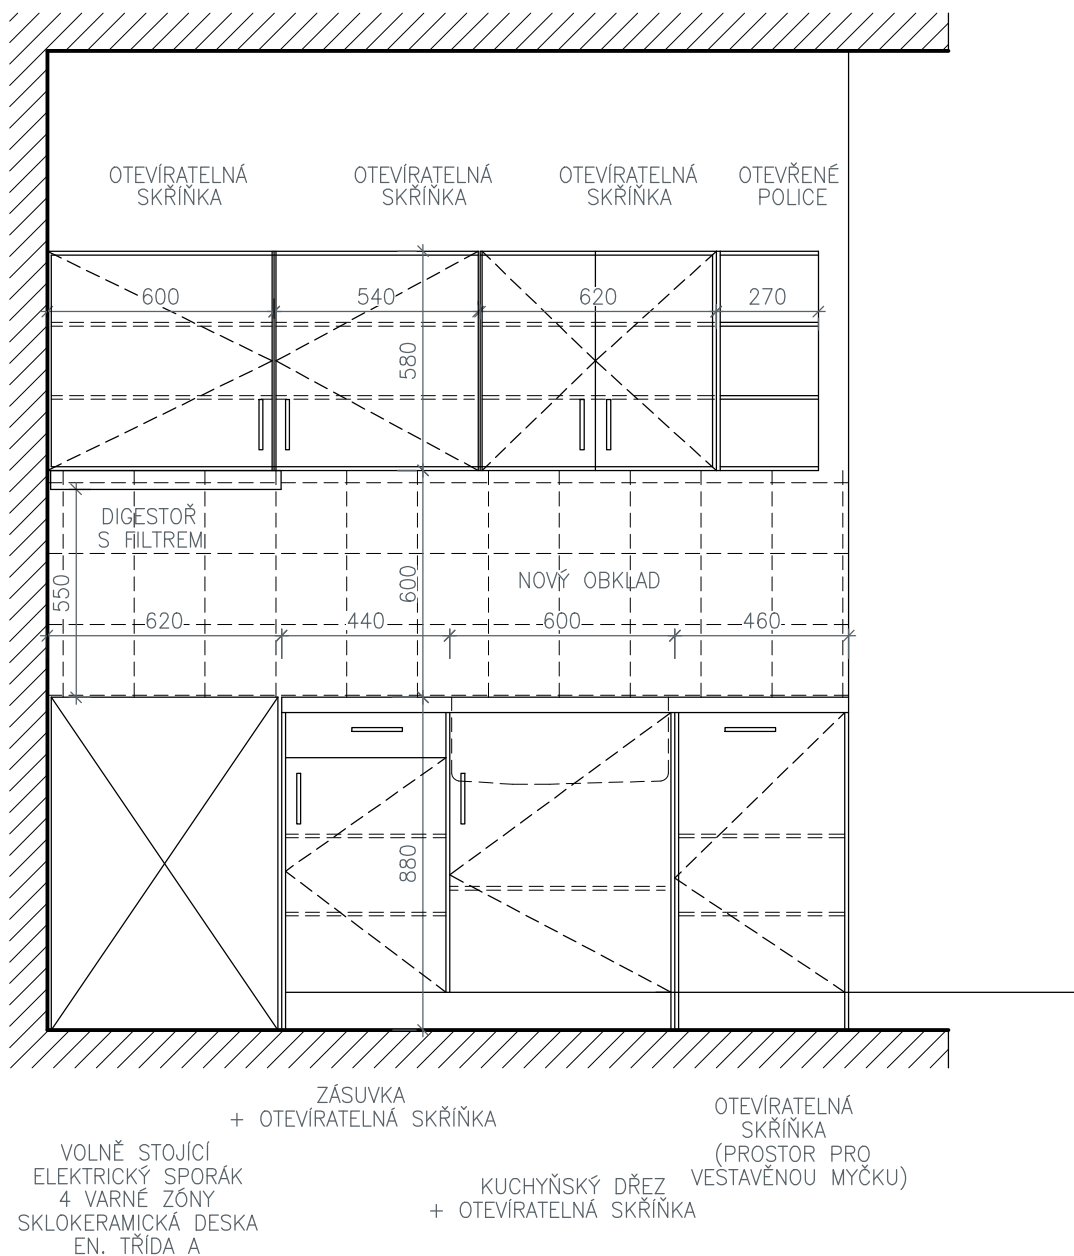 OTEVÍRATELNÁ
SKŘÍŇKA
OTEVÍRATELNÁ
SKŘÍŇKA
OTEVÍRATELNÁ
SKŘÍŇKA
OTEVŘENÉ
POLICE
600
540
620
270
580
DIGESTOŘ
S FILTREM
550
600
NOVÝ OBKLAD
620
440
600
460
880
ZÁSUVKA
+ OTEVÍRATELNÁ SKŘÍŇKA
OTEVÍRATELNÁ
SKŘÍŇKA
(PROSTOR PRO
VESTAVĚNOU MYČKU)
VOLNĚ STOJÍCÍ
ELEKTRICKÝ SPORÁK
4 VARNÉ ZÓNY
SKLOKERAMICKÁ DESKA
EN. TŘÍDA A
KUCHYŇSKÝ DŘEZ
+ OTEVÍRATELNÁ SKŘÍŇKA